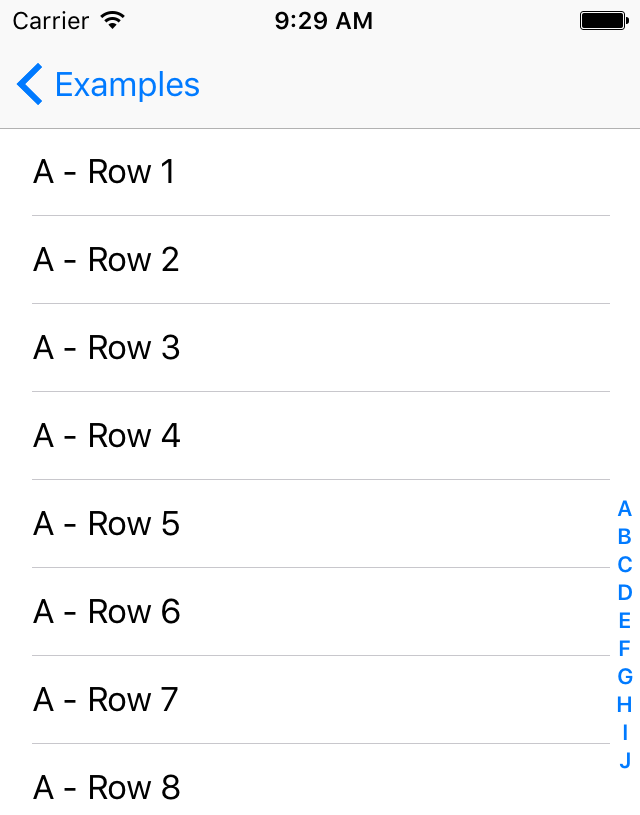 Carrier 9:29 AM
Examples
A - Row 1
A - Row 2
A - Row 3
A - Row 4
A - Row 5
A - Row 6
A - Row 7
A - Row 8
A
B
C
D
E
F
G
H
I
J